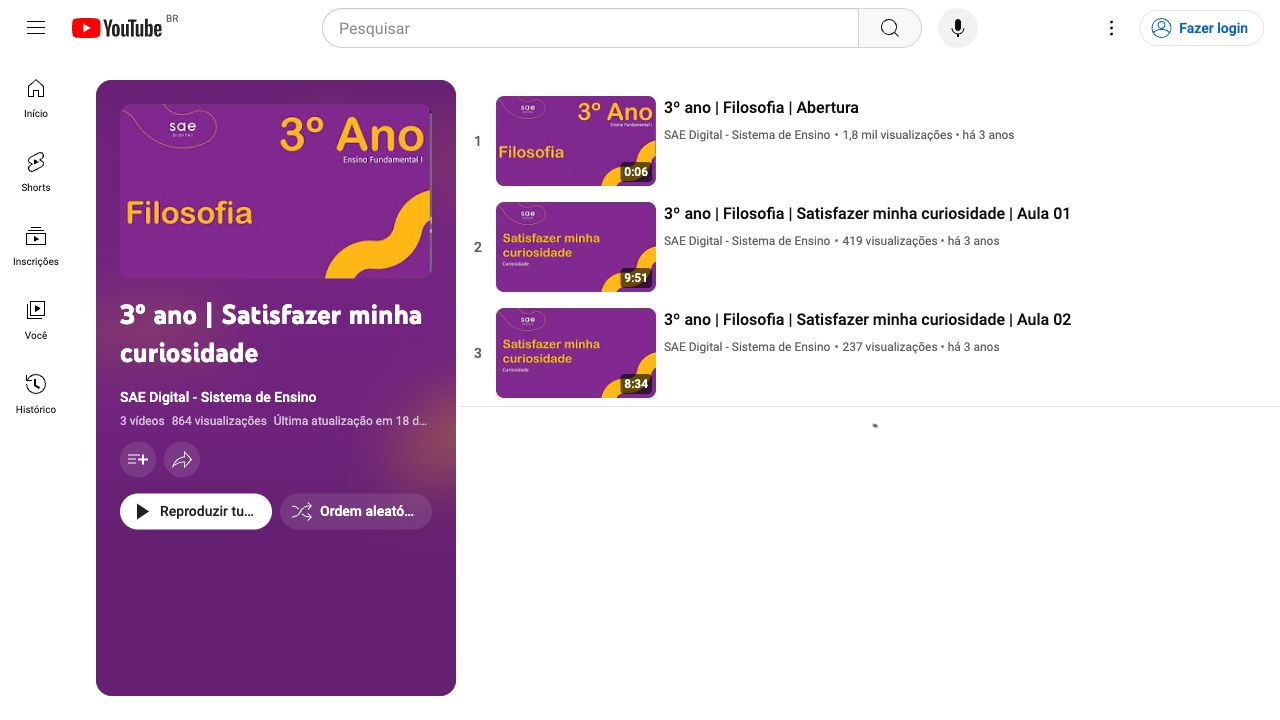 YouTube BR
Pesquisar
Fazer login
Início
Shorts
Inscrições
Você
Histórico
sae
DIGITAL
3º Ano
Ensino Fundamental I
Filosofia
3º ano | Satisfazer minha
curiosidade
SAE Digital - Sistema de Ensino
3 vídeos 864 visualizações Última atualização em 18 d...
Reproduzir tu...
Ordem aleató...
1
sae
3º Ano
Ensino Fundamental I
Filosofia
0:06
3º ano | Filosofia | Abertura
SAE Digital - Sistema de Ensino • 1,8 mil visualizações • há 3 anos
2
sae
Satisfazer minha
curiosidade
Curiosidade
9:51
3º ano | Filosofia | Satisfazer minha curiosidade | Aula 01
SAE Digital - Sistema de Ensino • 419 visualizações • há 3 anos
3
sae
Satisfazer minha
curiosidade
Curiosidade
8:34
3º ano | Filosofia | Satisfazer minha curiosidade | Aula 02
SAE Digital - Sistema de Ensino • 237 visualizações • há 3 anos